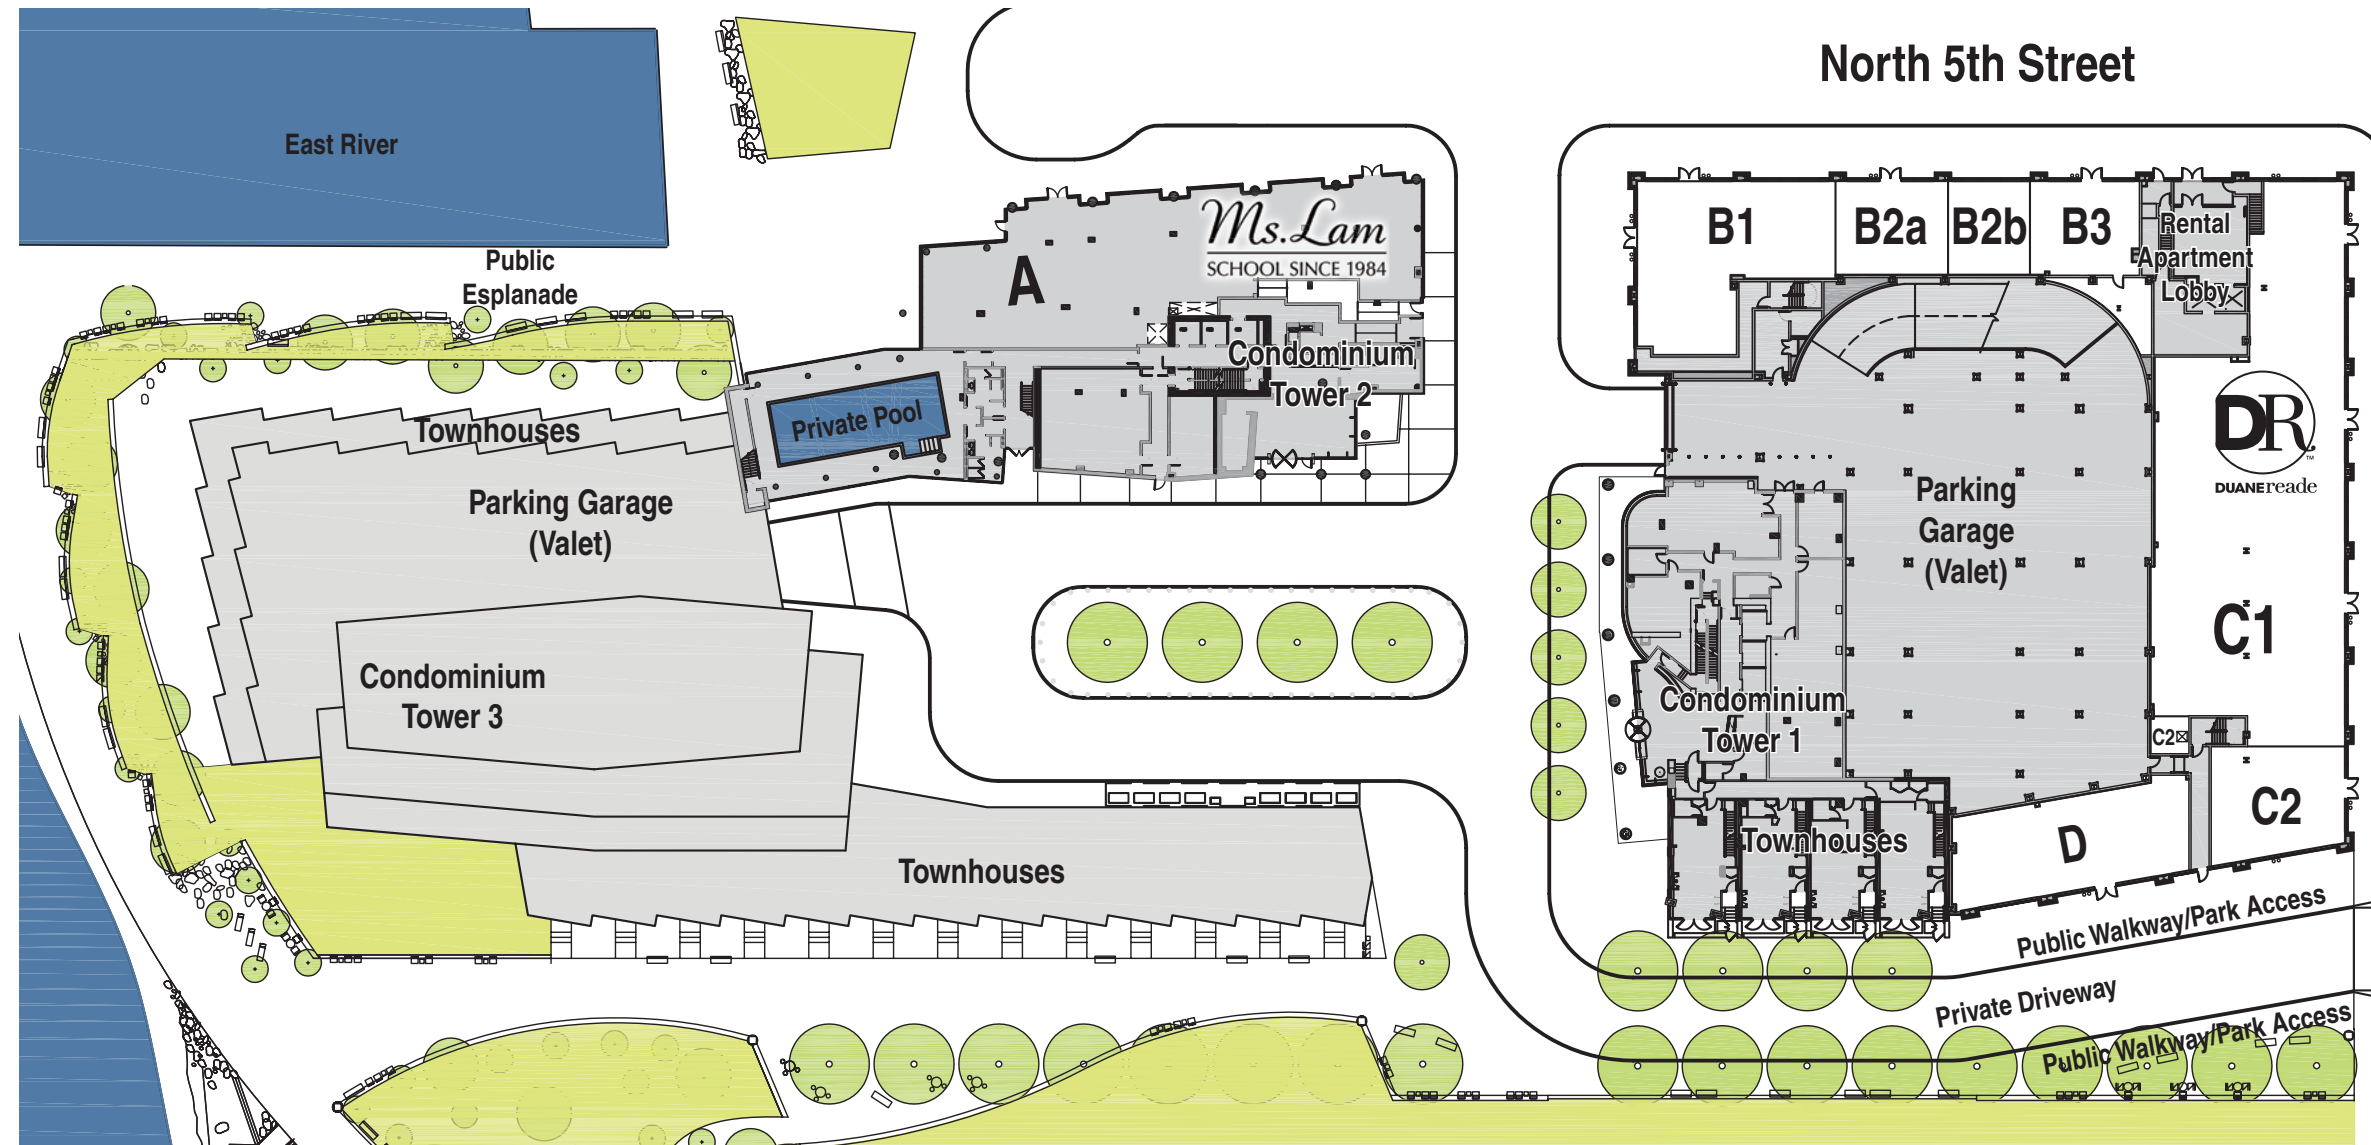 North 5th Street
East River
Public
Esplanade
Ms. Lam
SCHOOL SINCE 1984
A
B1
B2a
B2b
B3
Rental
Apartment
Lobby
Condominium
Tower 2
Private Pool
Townhouses
Parking Garage
(Valet)
DR
TM
DUANEreade
Parking
Garage
(Valet)
C1
Condominium
Tower 3
Condominium
Tower 1
C2
C2
Townhouses
D
Townhouses
Public Walkway/Park Access
Private Driveway
Public Walkway/Park Access